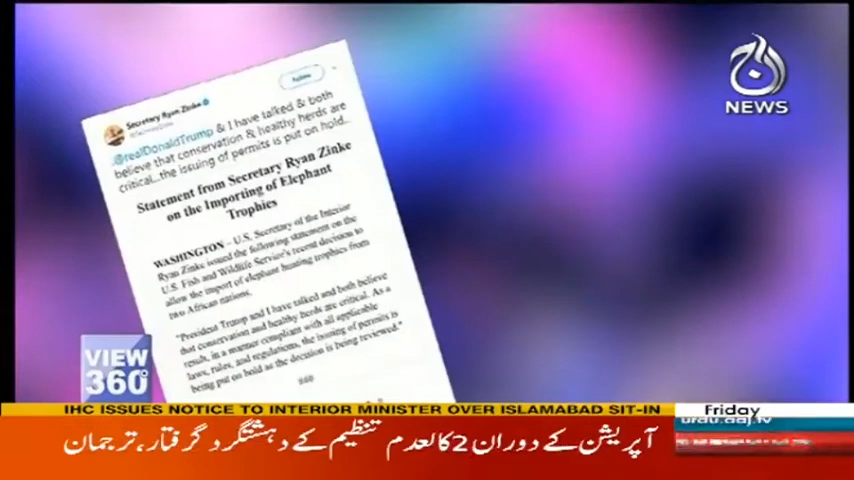 Secretary Ryan Zinke
@realDonaldTrump & I have talked & both
believe that conservation & healthy herds are
critical...the issuing of permits is put on hold...
Statement from Secretary Ryan Zinke
on the Importing of Elephant
Trophies
WASHINGTON – U.S. Secretary of the Interior
Ryan Zinke issued the following statement on the
U.S. Fish and Wildlife Service's recent decision to
allow the import of elephant hunting trophies from
two African nations.
"President Trump and I have talked and both believe
that conservation and healthy herds are critical. As a
result, in a manner compliant with all applicable
laws, rules, and regulations, the issuing of permits is
being put on hold as the decision is being reviewed."
###
آج
NEWS
VIEW
360°
IHC ISSUES NOTICE TO INTERIOR MINISTER OVER ISLAMABAD SIT-IN
Friday
urdu.aaj.tv
آپریشن کے دوران 2 کالعدم تنظیم کے دہشتگرد گرفتار، ترجمان